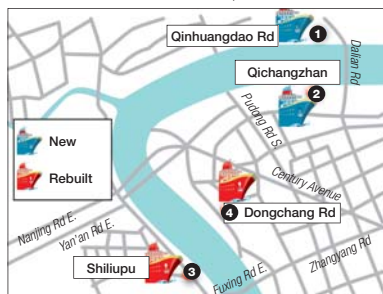 Qinhuangdao Rd
1
Dalian Rd
Qichangzhan
2
Pudong Rd S.
New
Rebuilt
Century Avenue
4
Dongchang Rd
Nanjing Rd E.
Yan'an Rd E.
Zhangyang Rd
Shiliupu
3
Fuxing Rd E.